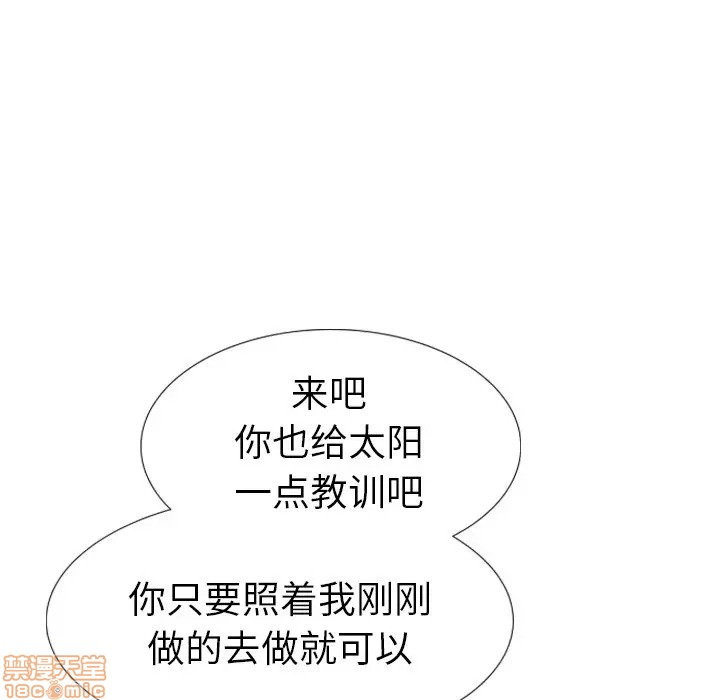 来吧
你也给太阳
一点教训吧
你只要照着我刚刚
做的去做就可以
禁漫天堂
18comic